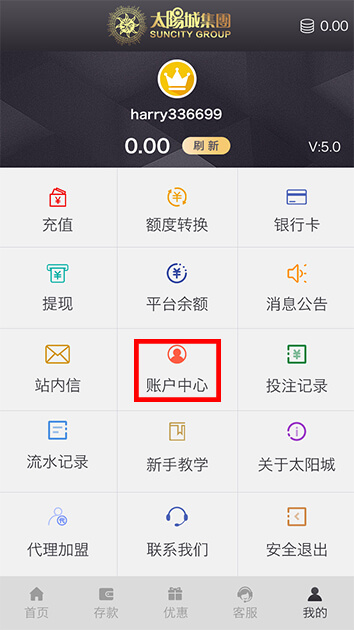 太陽城集團
SUNCITY GROUP
0.00
harry336699
0.00 刷新
V:5.0
充值 额度转换 银行卡
提现 平台余额 消息公告
站内信 账户中心 投注记录
流水记录 新手教学 关于太阳城
代理加盟 联系我们 安全退出
首页 存款 优惠 客服 我的